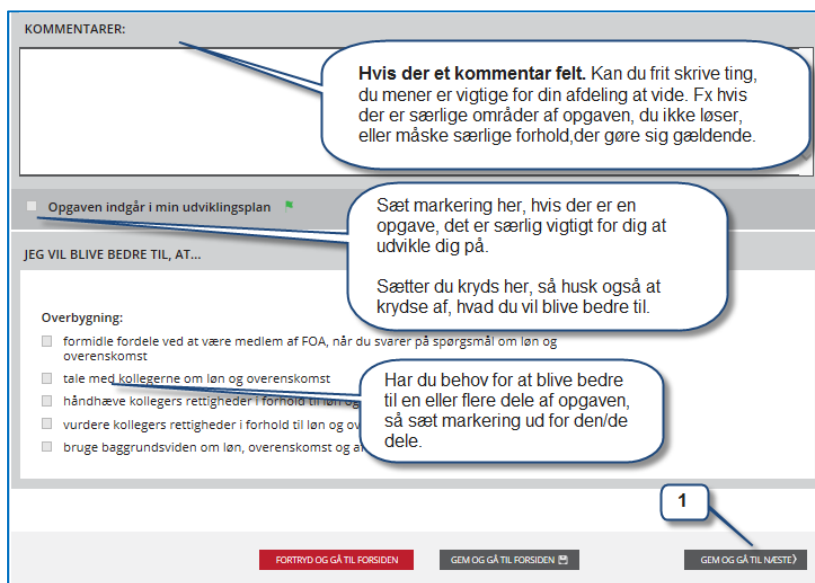 KOMMENTARER:
Hvis der et kommentar felt. Kan du frit skrive ting,
du mener er vigtige for din afdeling at vide. Fx hvis
der er særlige områder af opgaven, du ikke løser,
eller måske særlige forhold,der gøre sig gældende.
Opgaven indgår i min udviklingsplan
Sæt markering her, hvis der er en
opgave, det er særlig vigtigt for dig at
udvikle dig på.
Sætter du kryds her, så husk også at
krydse af, hvad du vil blive bedre til.
JEG VIL BLIVE BEDRE TIL, AT...
Overbygning:
formidle fordele ved at være medlem af FOA, når du svarer på spørgsmål om løn og
overenskomst
tale med kollegerne om løn og overenskomst
håndhæve kollegers rettigheder i forhold til løn og
vurdere kollegers rettigheder i forhold til løn og
bruge baggrundsviden om løn, overenskomst og
Har du behov for at blive bedre
til en eller flere dele af opgaven,
så sæt markering ud for den/de
dele.
1
FORTRYD OG GÅ TIL FORSIDEN
GEM OG GÅ TIL FORSIDEN
GEM OG GÅ TIL NÆSTE